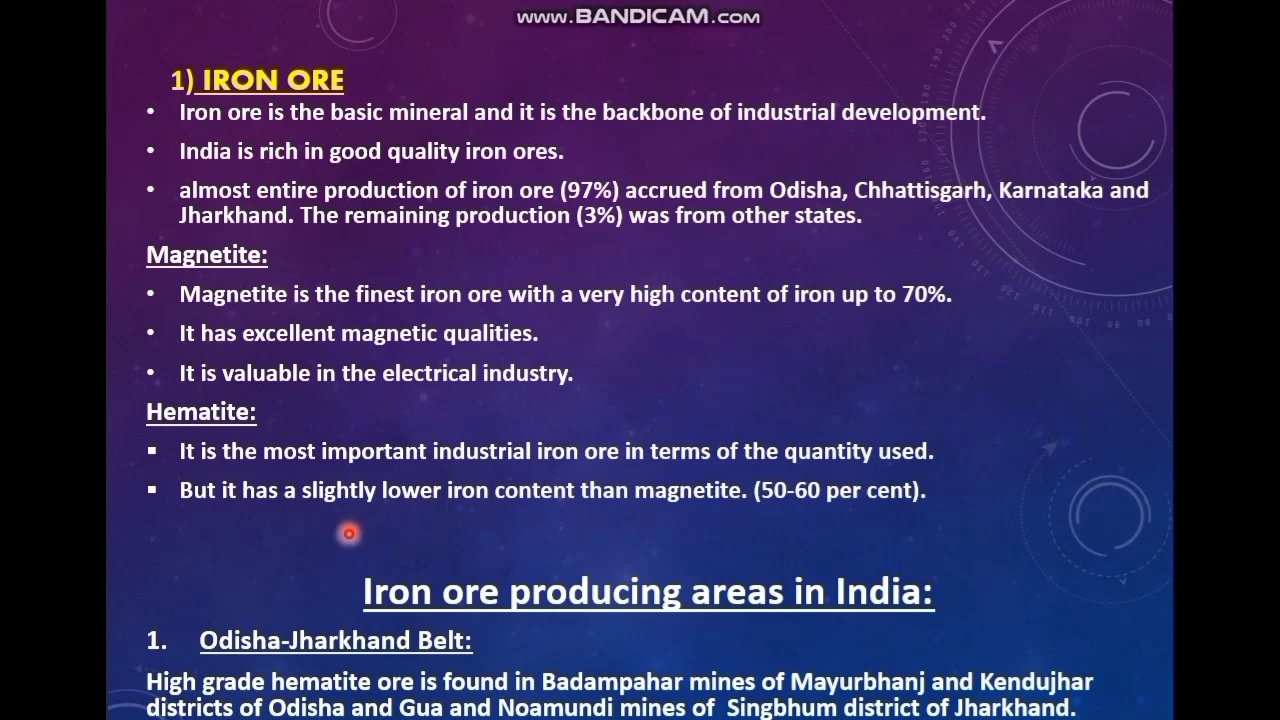 www.BANDICAM.com
1) IRON ORE
• Iron ore is the basic mineral and it is the backbone of industrial development.
• India is rich in good quality iron ores.
• almost entire production of iron ore (97%) accrued from Odisha, Chhattisgarh, Karnataka and
Jharkhand. The remaining production (3%) was from other states.
Magnetite:
• Magnetite is the finest iron ore with a very high content of iron up to 70%.
• It has excellent magnetic qualities.
• It is valuable in the electrical industry.
Hematite:
▪ It is the most important industrial iron ore in terms of the quantity used.
▪ But it has a slightly lower iron content than magnetite. (50-60 per cent).
Iron ore producing areas in India:
1. Odisha-Jharkhand Belt:
High grade hematite ore is found in Badampahar mines of Mayurbhanj and Kendujhar
districts of Odisha and Gua and Noamundi mines of Singbhum district of Jharkhand.